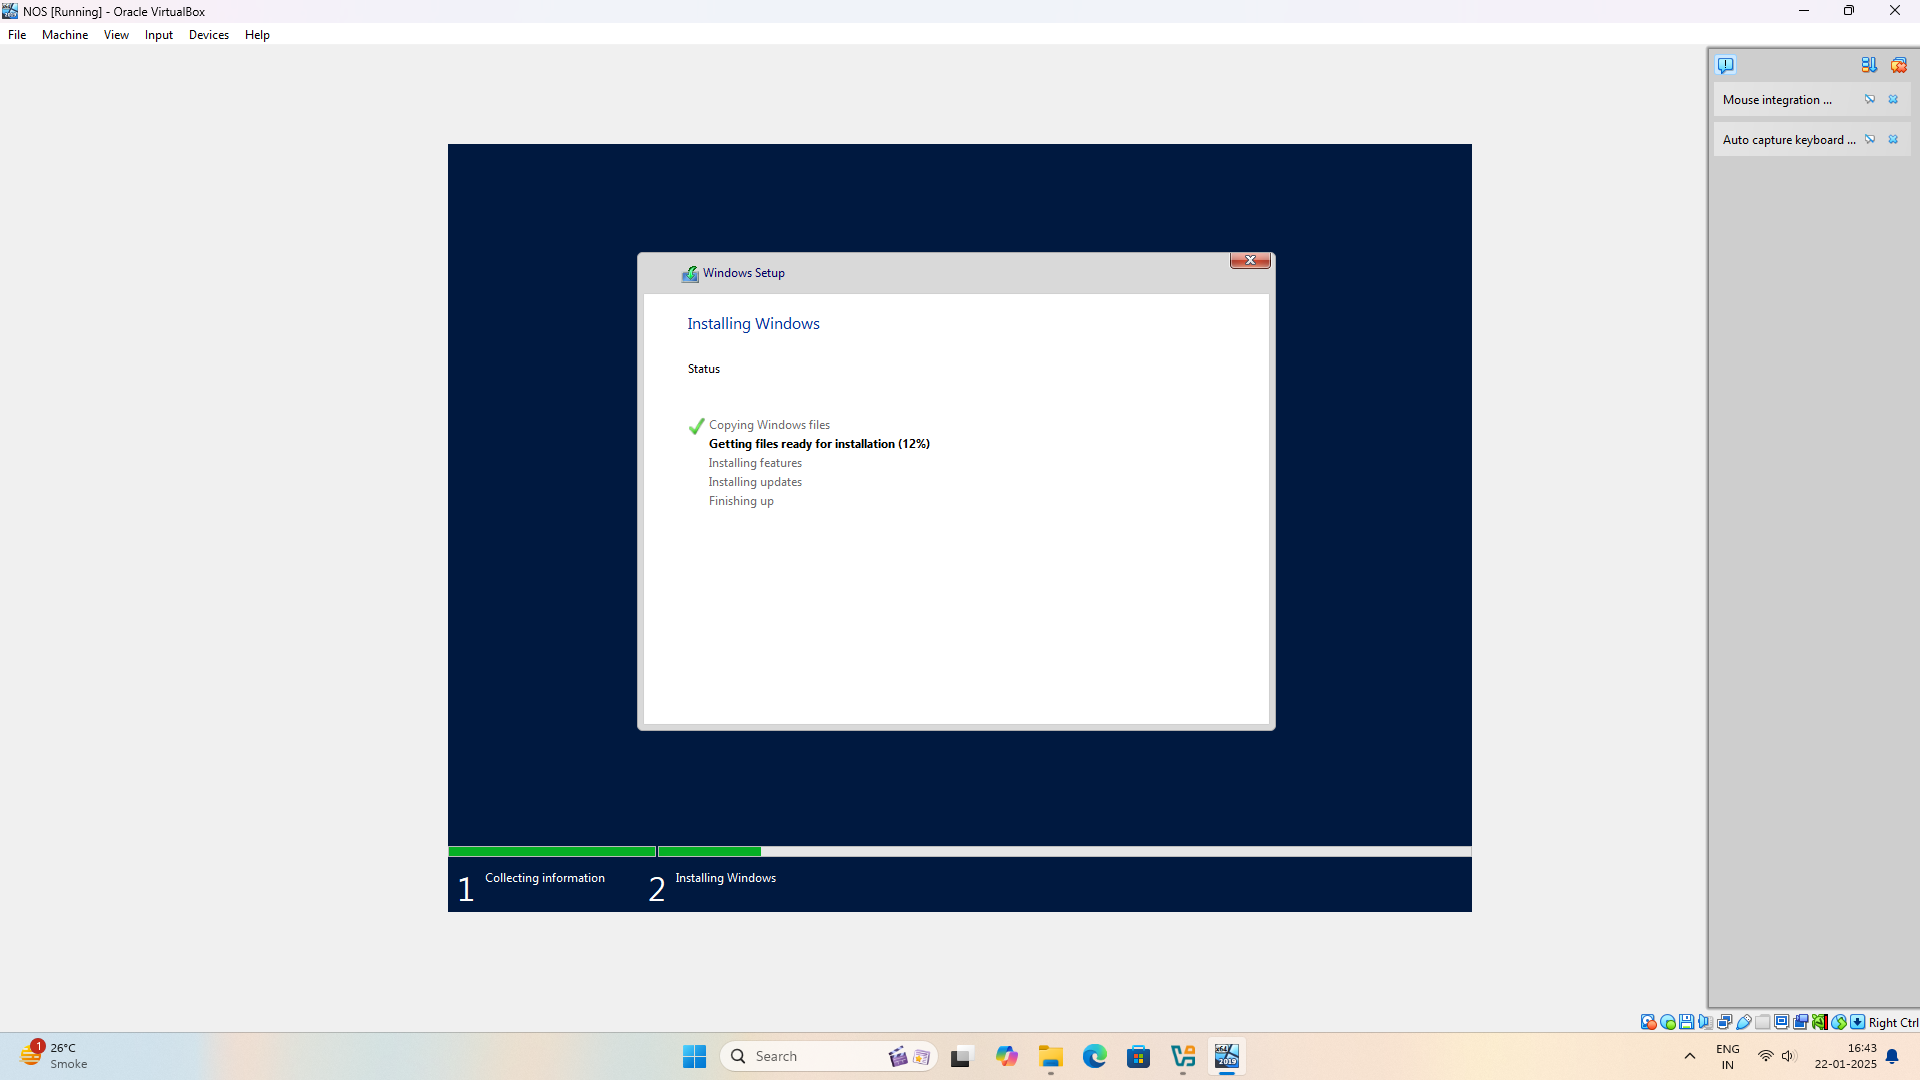 NOS [Running] - Oracle VirtualBox
File Machine View Input Devices Help
Mouse integration ...
Auto capture keyboard ...
Windows Setup
Installing Windows
Status
Copying Windows files
Getting files ready for installation (12%)
Installing features
Installing updates
Finishing up
1 Collecting information 2 Installing Windows
Right Ctrl
1
26°C
Smoke
Search
x64
2019
ENG
IN
16:43
22-01-2025